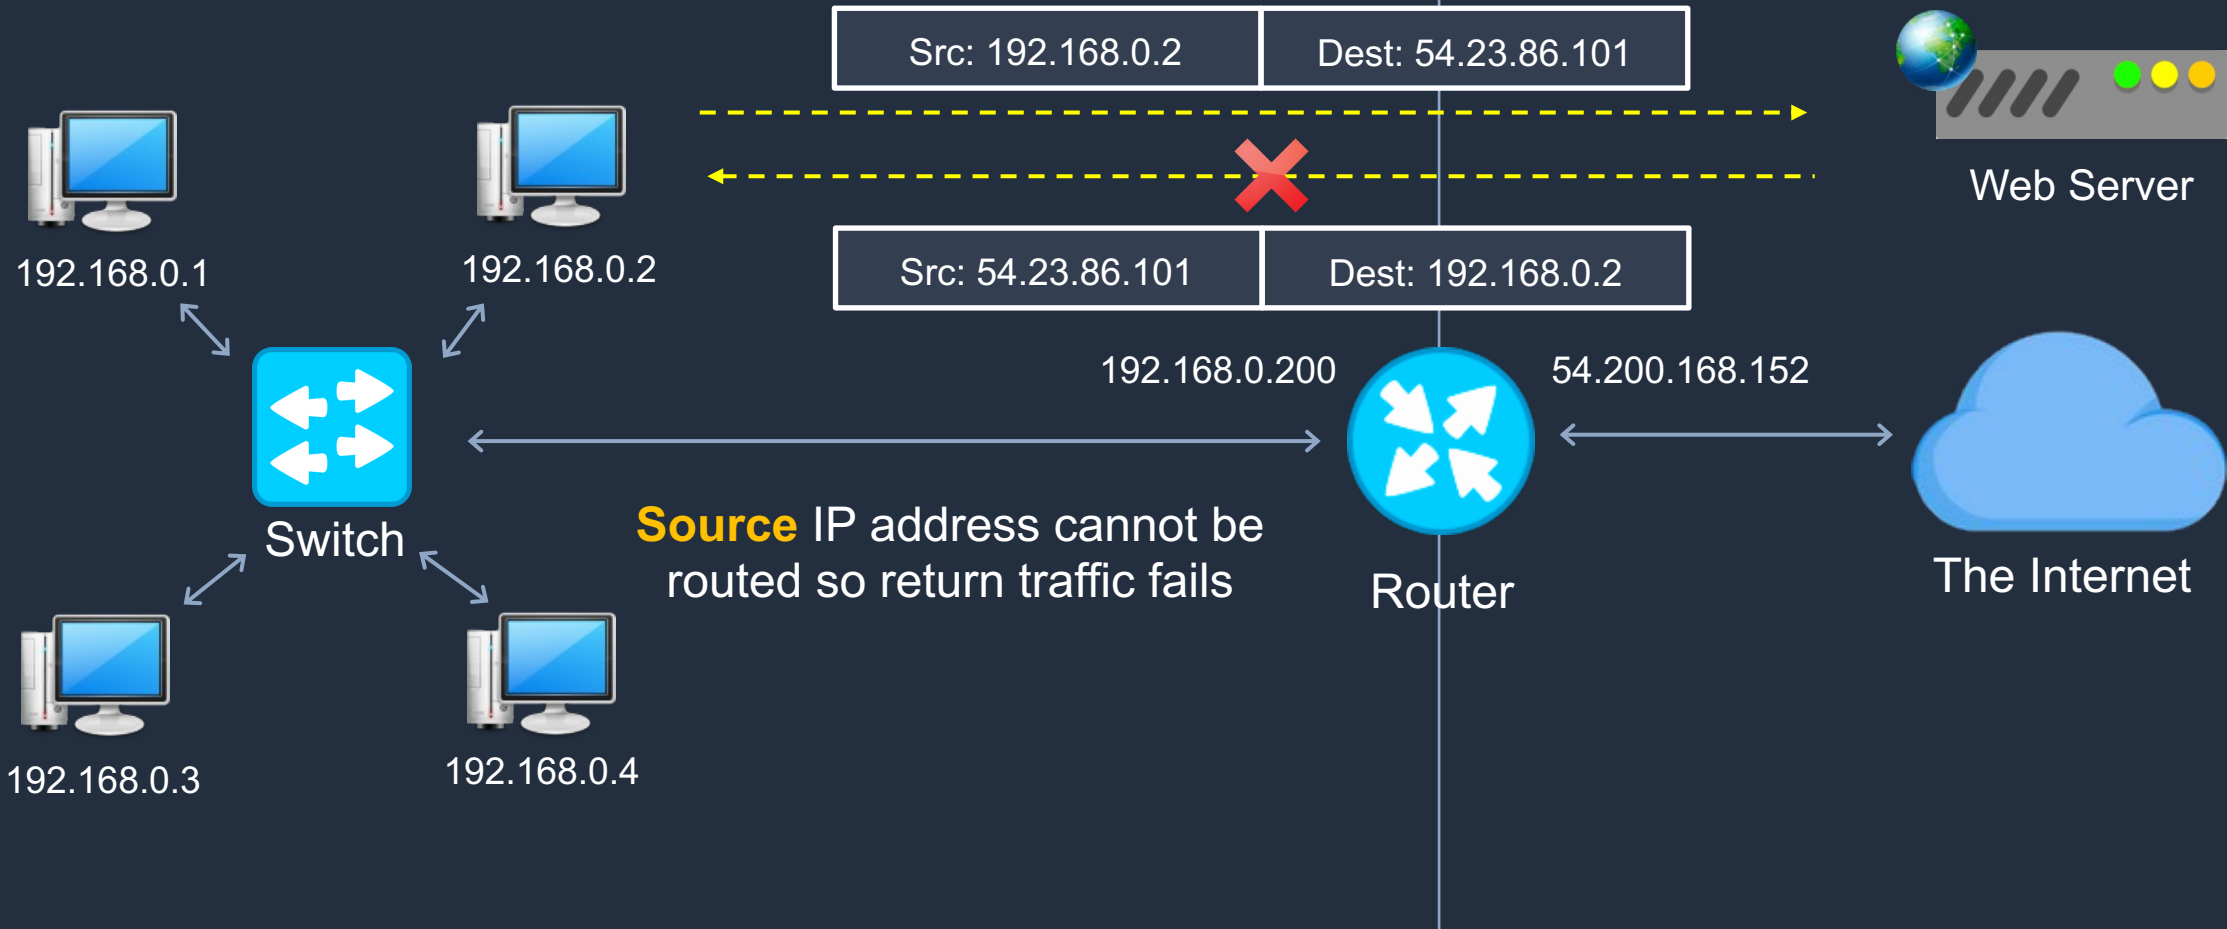 Src: 192.168.0.2
Dest: 54.23.86.101
Web Server
192.168.0.1
192.168.0.2
Src: 54.23.86.101
Dest: 192.168.0.2
192.168.0.200
54.200.168.152
Switch
Source IP address cannot be
routed so return traffic fails
Router
The Internet
192.168.0.3
192.168.0.4